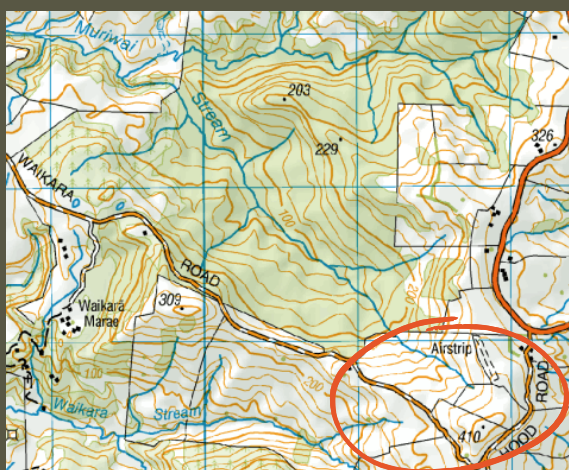 Muriwai
Stream
203
229
326
WAIKARA
ROAD
100
200
309
Waikara
Marae
100
200
Airstrip
Waikara
Stream
410
HOOD
ROAD